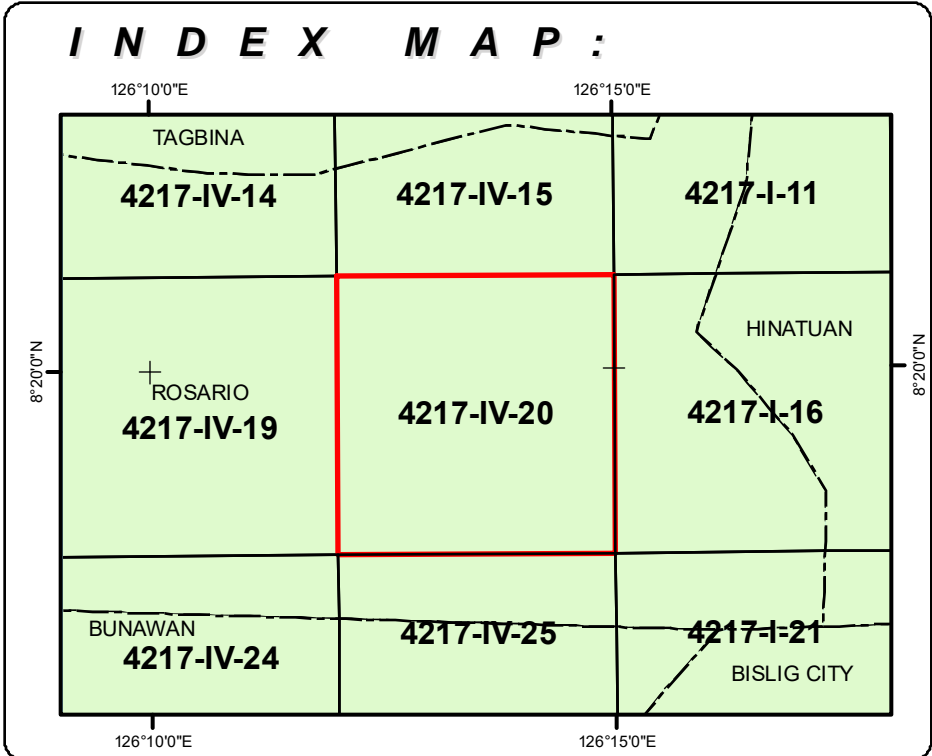 INDEX MAP:
126°10'0"E 126°15'0"E
TAGBINA
4217-IV-14 4217-IV-15 4217-I-11
HINATUAN
8°20'0"N 8°20'0"N
ROSARIO
4217-IV-19 4217-IV-20 4217-I-16
BUNAWAN
4217-IV-24 4217-IV-25 4217-I-21
BISLIG CITY
126°10'0"E 126°15'0"E